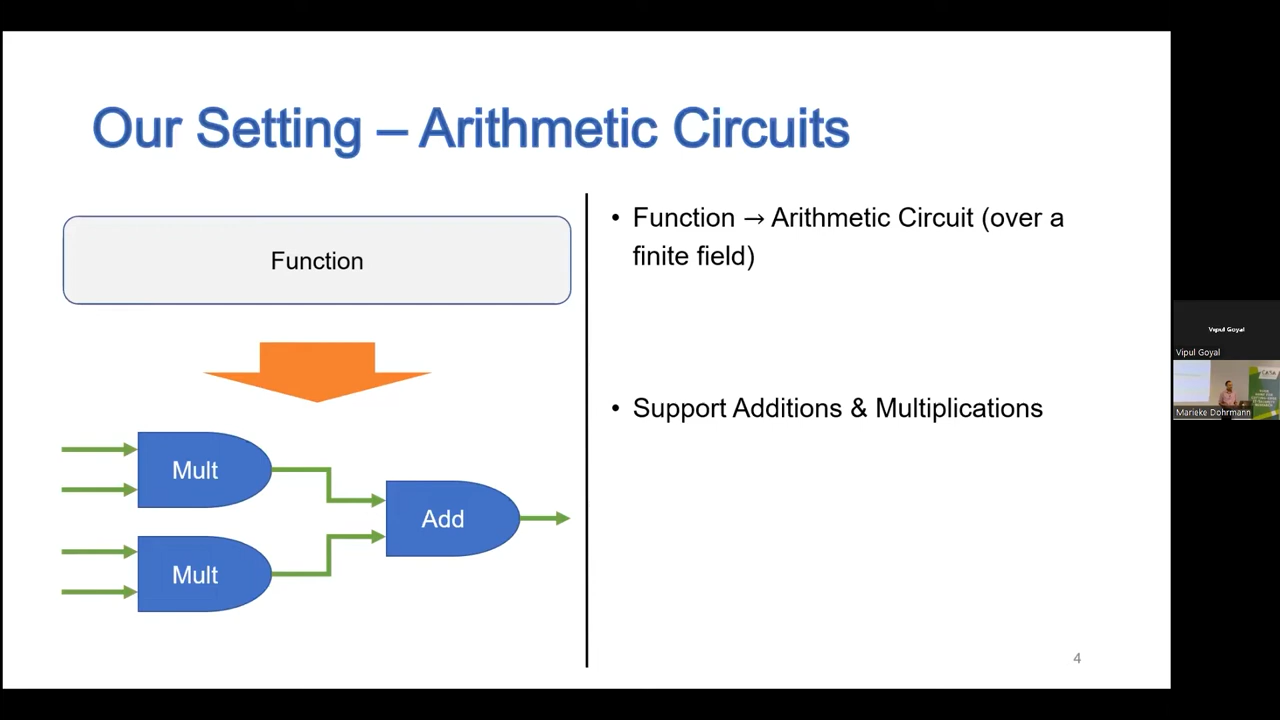 Our Setting – Arithmetic Circuits
Function
Mult
Mult
Add
• Function → Arithmetic Circuit (over a
finite field)
• Support Additions & Multiplications
4
Vipul Goyal
Vipul Goyal
CASA
Marieke Dohrmann